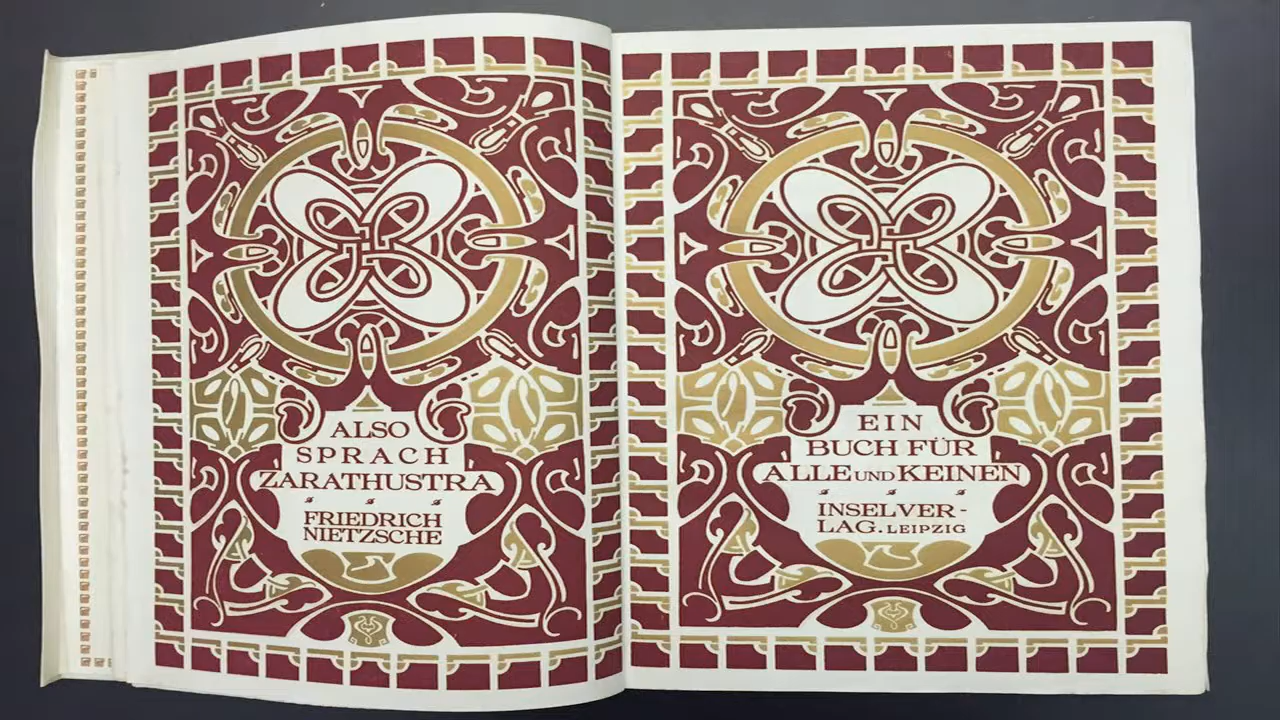 ALSO
SPRACH
ZARATHUSTRA
FRIEDRICH
NIETZSCHE
EIN
BUCH FÜR
ALLE UND KEINEN
INSELVER-
LAG. LEIPZIG